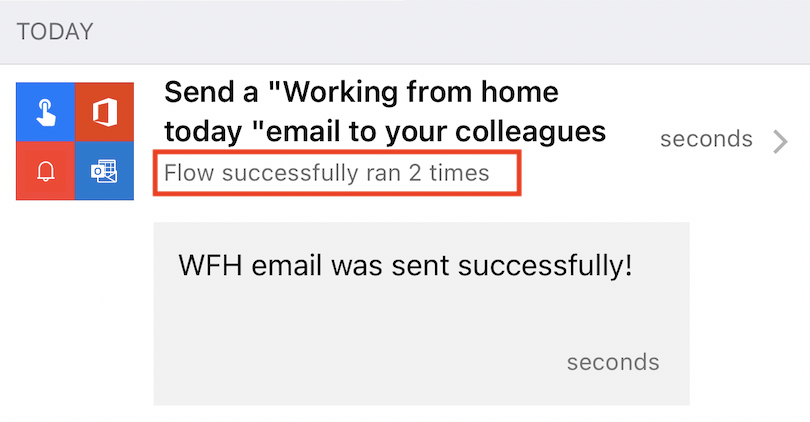 TODAY
Send a "Working from home
today "email to your colleagues
seconds
Flow successfully ran 2 times
WFH email was sent successfully!
seconds